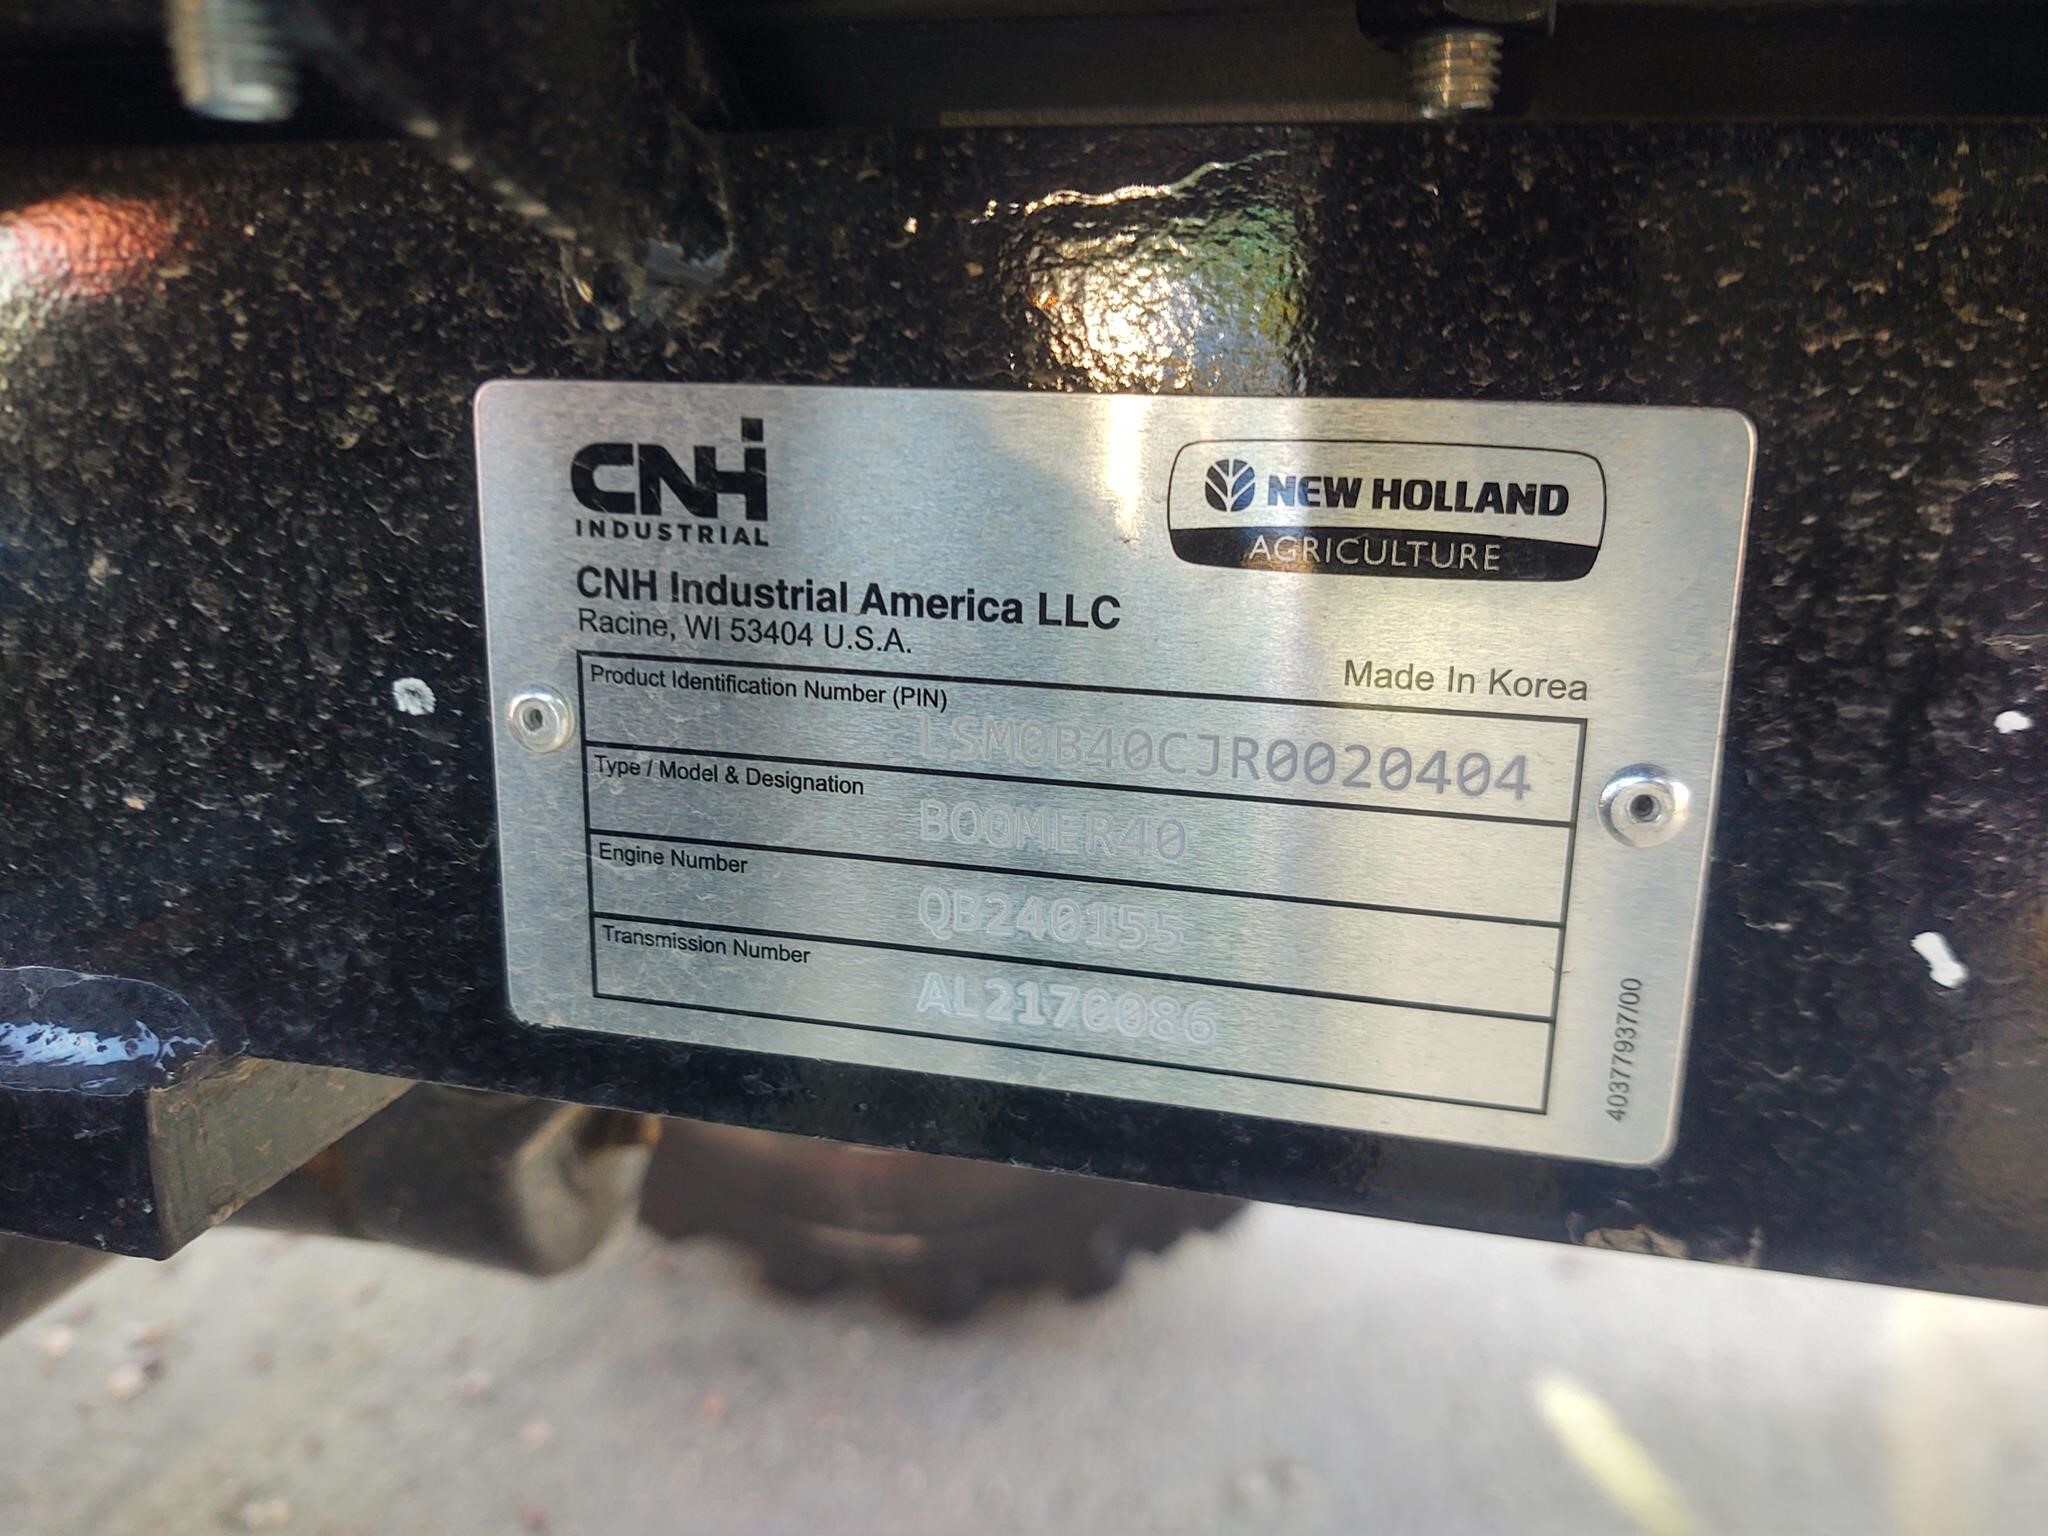 CNH
INDUSTRIAL
NEW HOLLAND
AGRICULTURE
CNH Industrial America LLC
Racine, WI 53404 U.S.A.
Made In Korea
Product Identification Number (PIN)
LSM0B40CJR0020404
Type / Model & Designation
BOOMER40
Engine Number
QB240155
Transmission Number
AL2170086
40377937/00